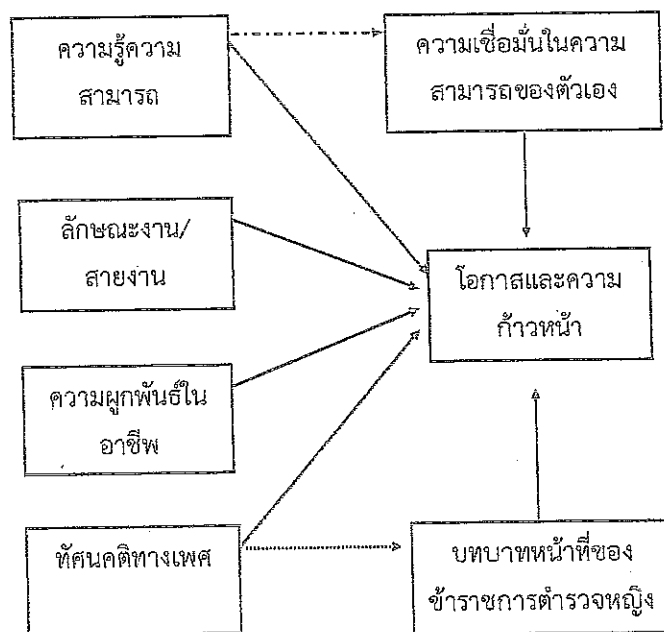 ความรู้ความ
สามารถ
ความเชื่อมั่นในความ
สามารถของตัวเอง
ลักษณะงาน/
สายงาน
โอกาสและความ
ก้าวหน้า
ความผูกพันธ์ใน
อาชีพ
ทัศนคติทางเพศ
บทบาทหน้าที่ของ
ข้าราชการตำรวจหญิง